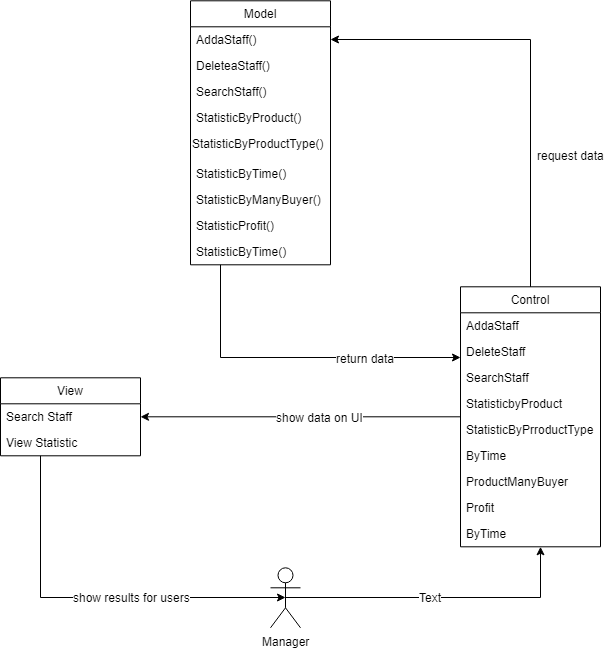 Model
AddaStaff()
DeleteaStaff()
SearchStaff()
StatisticByProduct()
StatisticByProductType()
StatisticByTime()
StatisticByManyBuyer()
StatisticProfit()
StatisticByTime()
request data
return data
Control
AddaStaff
DeleteStaff
SearchStaff
StatisticbyProduct
StatisticByPrroductType
ByTime
ProductManyBuyer
Profit
ByTime
View
Search Staff
View Statistic
show data on UI
show results for users
Text
Manager